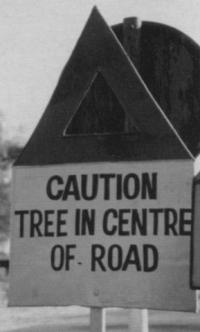 CAUTION
TREE IN CENTRE
OF ROAD